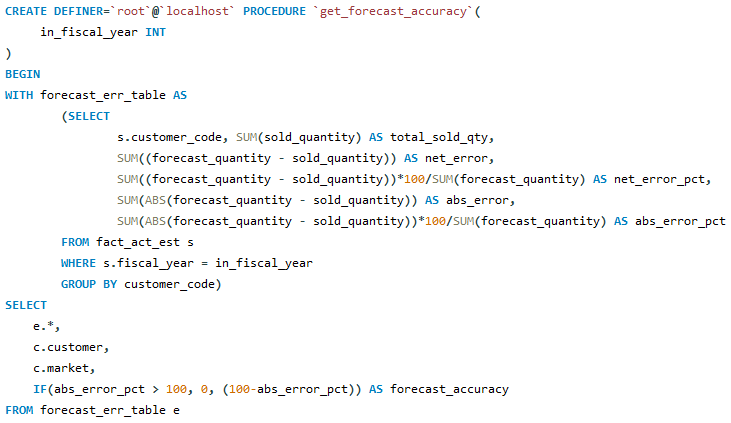 CREATE DEFINER=`root`@`localhost` PROCEDURE `get_forecast_accuracy`(
     in_fiscal_year INT
)
BEGIN
WITH forecast_err_table AS
        (SELECT
                s.customer_code, SUM(sold_quantity) AS total_sold_qty,
                SUM((forecast_quantity - sold_quantity)) AS net_error,
                SUM((forecast_quantity - sold_quantity))*100/SUM(forecast_quantity) AS net_error_pct,
                SUM(ABS(forecast_quantity - sold_quantity)) AS abs_error,
                SUM(ABS(forecast_quantity - sold_quantity))*100/SUM(forecast_quantity) AS abs_error_pct
        FROM fact_act_est s
        WHERE s.fiscal_year = in_fiscal_year
        GROUP BY customer_code)
SELECT
    e.*,
    c.customer,
    c.market,
    IF(abs_error_pct > 100, 0, (100-abs_error_pct)) AS forecast_accuracy
FROM forecast_err_table e